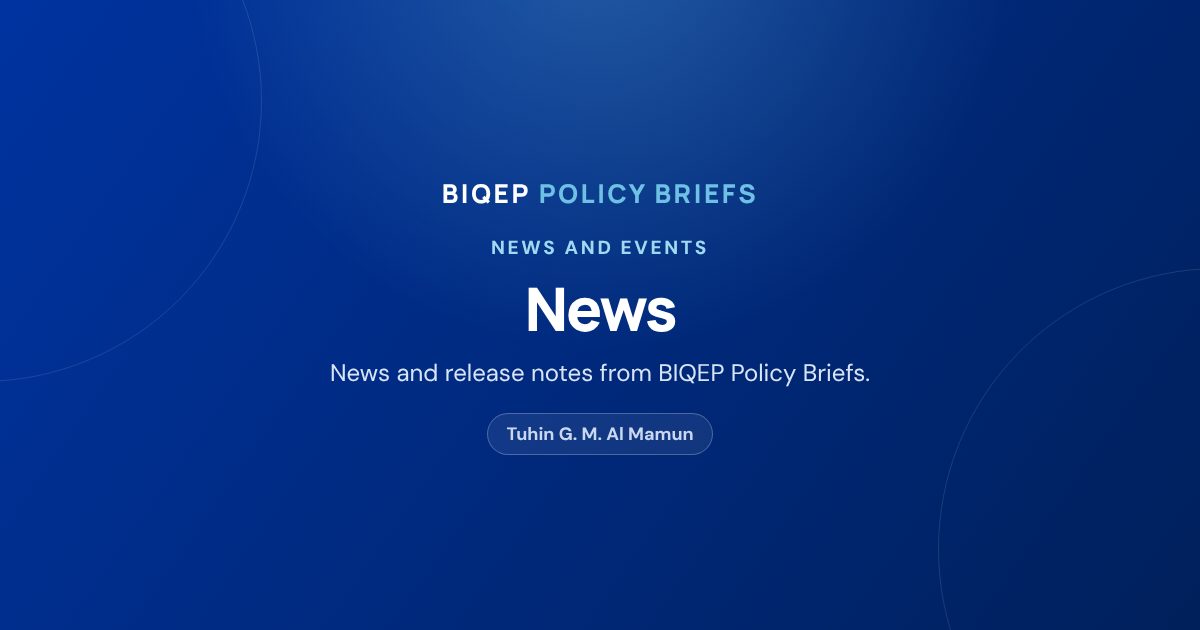 BIQEP POLICY BRIEFS
NEWS AND EVENTS
News
News and release notes from BIQEP Policy Briefs.
Tuhin G. M. Al Mamun